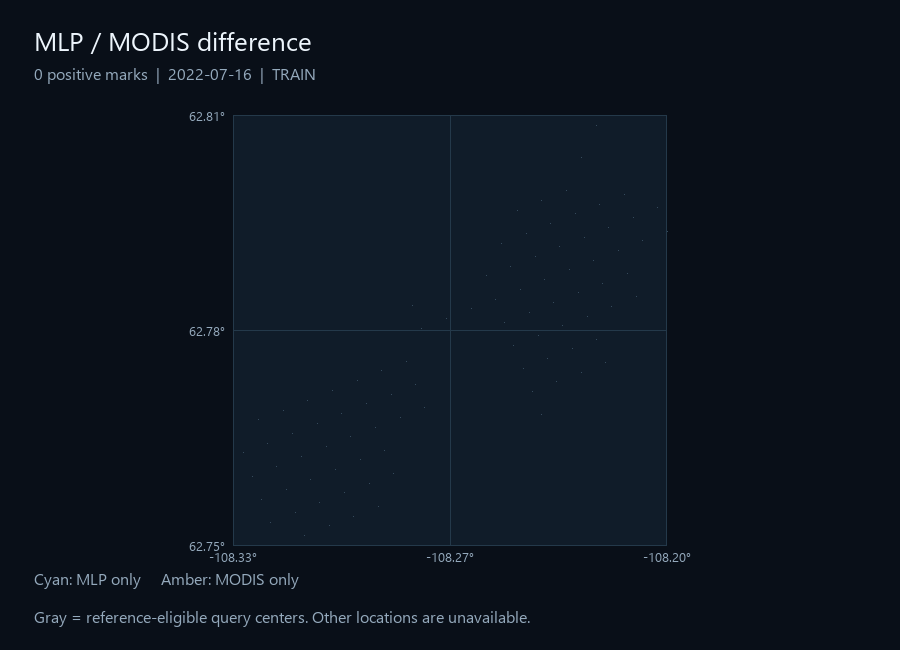 MLP / MODIS difference
0 positive marks | 2022-07-16 | TRAIN
62.81°
62.78°
62.75°
-108.33° -108.27° -108.20°
Cyan: MLP only Amber: MODIS only
Gray = reference-eligible query centers. Other locations are unavailable.